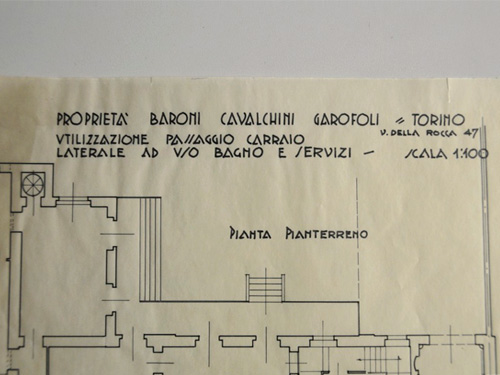 PROPRIETA' BARONI CAVALCHINI GAROFOLI = TORINO
V. DELLA ROCCA 47
UTILIZZAZIONE PASSAGGIO CARRAIO
LATERALE AD USO BAGNO E SERVIZI - SCALA 1:100
PIANTA PIANTERRENO